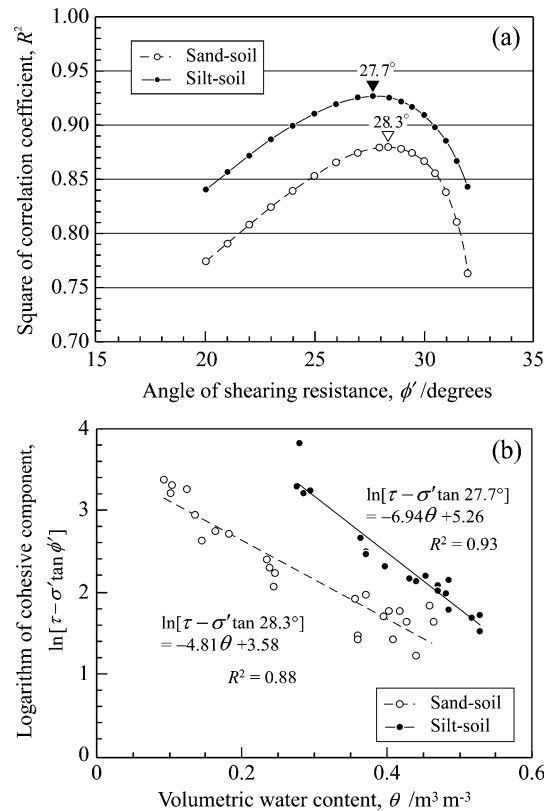 (a)
Sand-soil
Silt-soil
27.7°
28.3°
1.00
0.95
0.90
0.85
0.80
0.75
0.70
Square of correlation coefficient, R²
15 20 25 30 35
Angle of shearing resistance, ϕ′ /degrees
(b)
4
3
2
1
0
Logarithm of cohesive component,
ln[τ−σ′tan ϕ′]
ln[τ−σ′tan 27.7°]
= −6.94θ +5.26
R² = 0.93
ln[τ−σ′tan 28.3°]
=−4.81θ +3.58
R² = 0.88
Sand-soil
Silt-soil
0 0.2 0.4 0.6
Volumetric water content, θ /m³ m⁻³